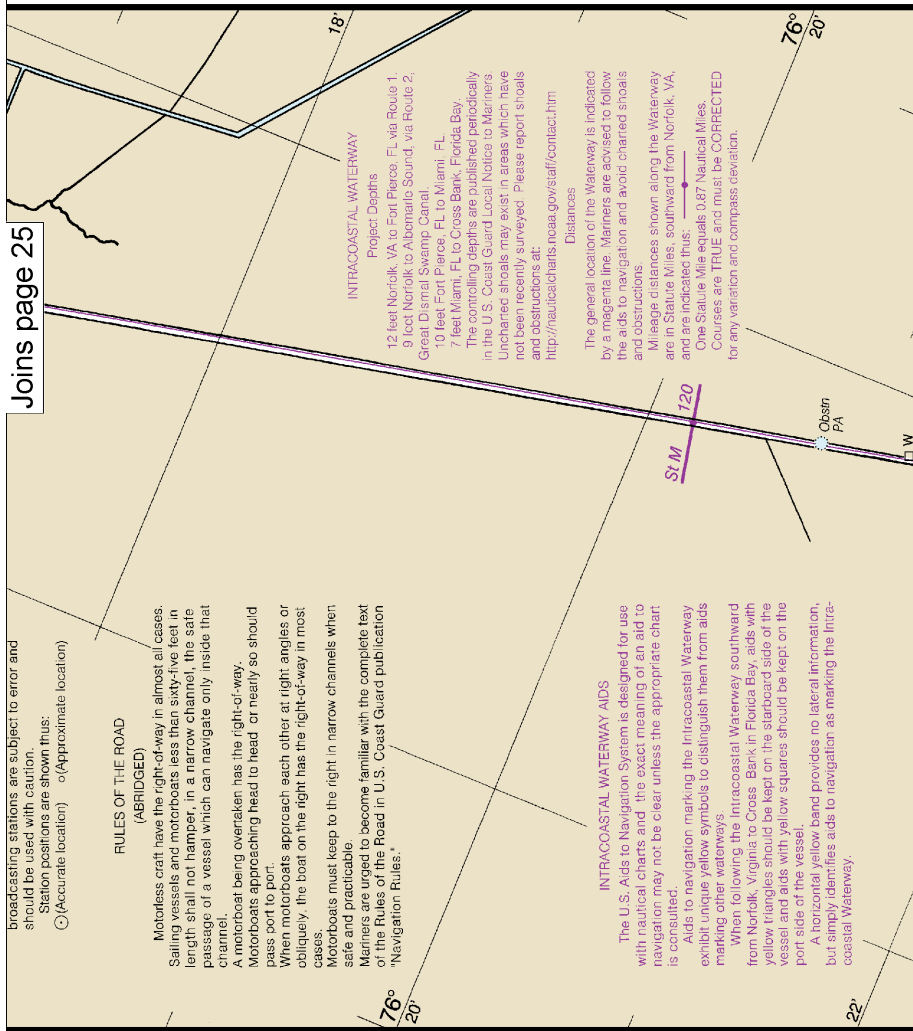 Joins page 25
18'
76°
20'
broadcasting stations are subject to error and
should be used with caution.
Station positions are shown thus:
(Accurate location) o(Approximate location)
RULES OF THE ROAD
(ABRIDGED)
Motorless craft have the right-of-way in almost all cases.
Sailing vessels and motorboats less than sixty-five feet in
length shall not hamper, in a narrow channel, the safe
passage of a vessel which can navigate only inside that
channel.
A motorboat being overtaken has the right-of-way.
Motorboats approaching head to head or nearly so should
pass port to port.
When motorboats approach each other at right angles or
obliquely, the boat on the right has the right-of-way in most
cases.
Motorboats must keep to the right in narrow channels when
safe and practicable.
Mariners are urged to become familiar with the complete text
of the Rules of the Road in U.S. Coast Guard publication
"Navigation Rules."
INTRACOASTAL WATERWAY
Project Depths
12 feet Norfolk, VA to Fort Pierce, FL via Route 1.
9 feet Norfolk to Albemarle Sound, via Route 2,
Great Dismal Swamp Canal.
10 feet Fort Pierce, FL to Miami, FL.
7 feet Miami, FL to Cross Bank, Florida Bay.
The controlling depths are published periodically
in the U.S. Coast Guard Local Notice to Mariners.
Uncharted shoals may exist in areas which have
not been recently surveyed. Please report shoals
and obstructions at:
http://nauticalcharts.noaa.gov/staff/contact.htm
Distances
The general location of the Waterway is indicated
by a magenta line. Mariners are advised to follow
the aids to navigation and avoid charted shoals
and obstructions.
Mileage distances shown along the Waterway
are in Statute Miles, southward from Norfolk, VA,
and are indicated thus:
One Statute Mile equals 0.87 Nautical Miles.
Courses are TRUE and must be CORRECTED
for any variation and compass deviation.
INTRACOASTAL WATERWAY AIDS
The U.S. Aids to Navigation System is designed for use
with nautical charts and the exact meaning of an aid to
navigation may not be clear unless the appropriate chart
is consulted.
Aids to navigation marking the Intracoastal Waterway
exhibit unique yellow symbols to distinguish them from aids
marking other waterways.
When following the Intracoastal Waterway southward
from Norfolk, Virginia to Cross Bank in Florida Bay, aids with
yellow triangles should be kept on the starboard side of the
vessel and aids with yellow squares should be kept on the
port side of the vessel.
A horizontal yellow band provides no lateral information,
but simply identifies aids to navigation as marking the Intra-
coastal Waterway.
St M 120
Obstn
PA
W
76°
20'
22'